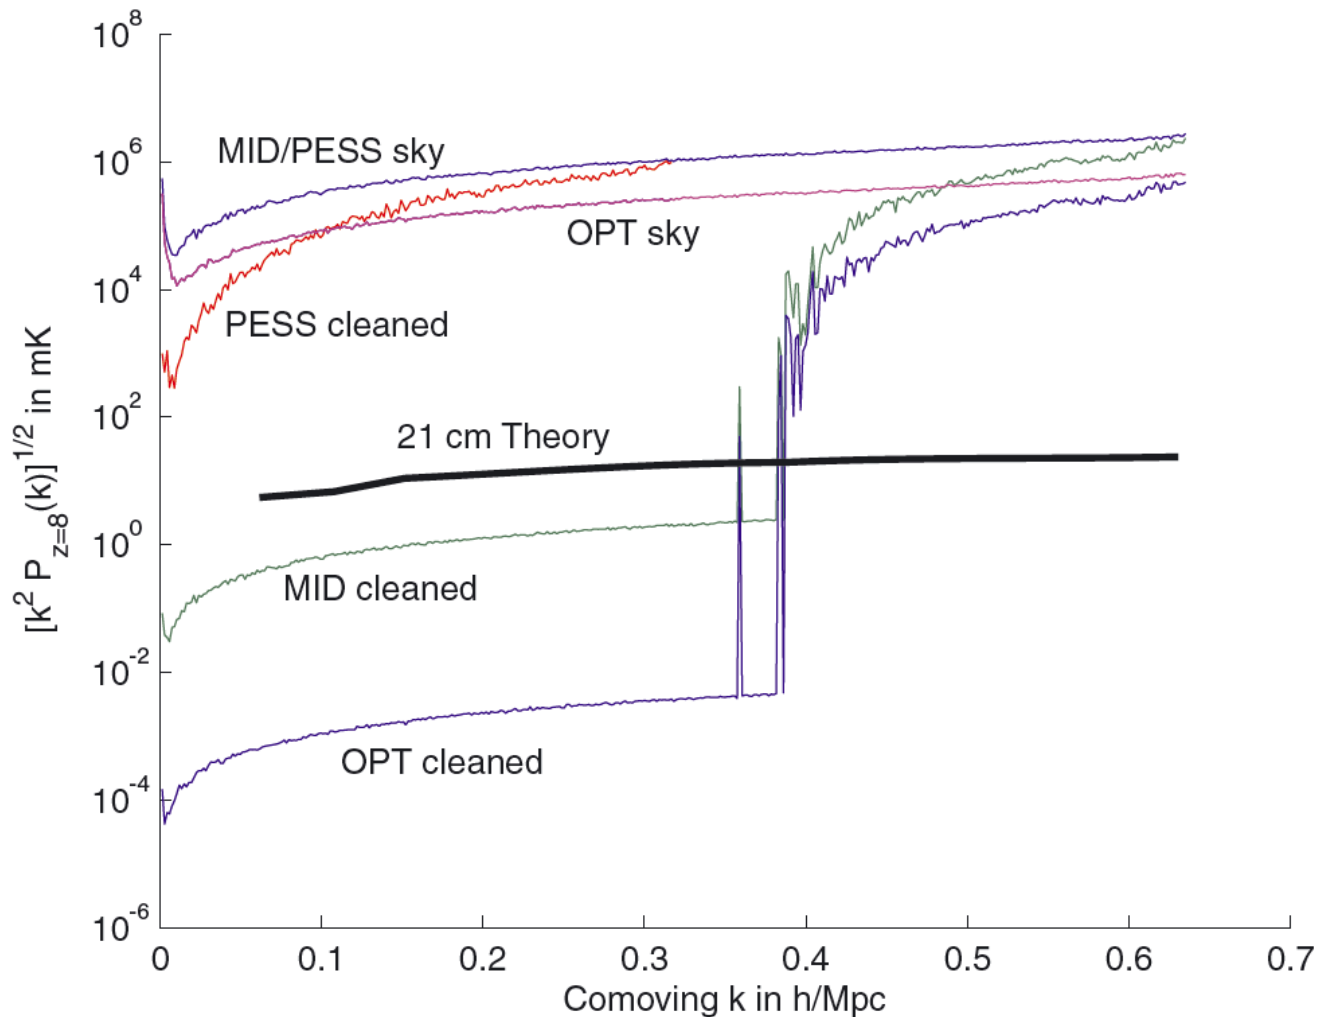 10^8
MID/PESS sky
10^6
OPT sky
10^4
PESS cleaned
10^2
21 cm Theory
10^0
MID cleaned
10^-2
OPT cleaned
10^-4
10^-6
[k^2 P_z=8(k)]^1/2 in mK
0 0.1 0.2 0.3 0.4 0.5 0.6 0.7
Comoving k in h/Mpc